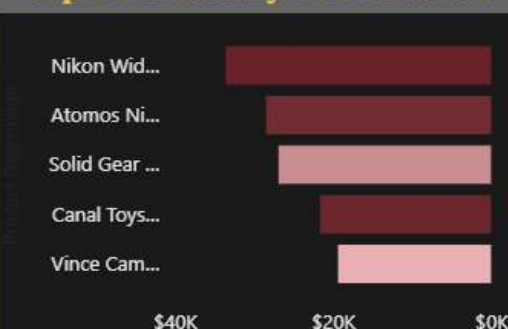 Nikon Wid...
Atomos Ni...
Solid Gear ...
Canal Toys...
Vince Cam...
$40K $20K $0K